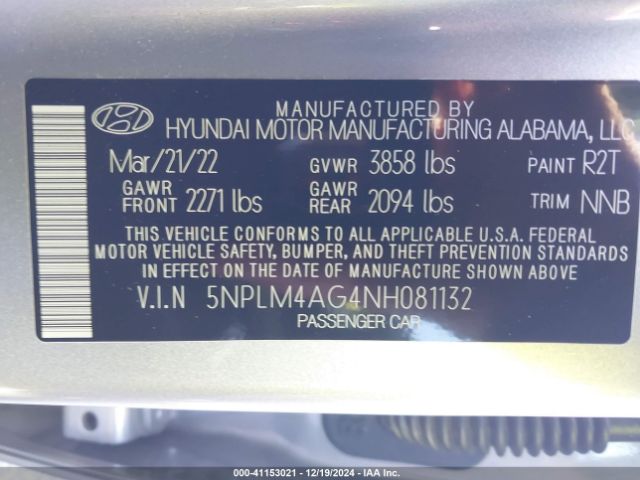 MANUFACTURED BY
HYUNDAI MOTOR MANUFACTURING ALABAMA, LLC
Mar/21/22 GVWR 3858 lbs PAINT R2T
GAWR FRONT 2271 lbs GAWR REAR 2094 lbs TRIM NNB
THIS VEHICLE CONFORMS TO ALL APPLICABLE U.S.A. FEDERAL
MOTOR VEHICLE SAFETY, BUMPER, AND THEFT PREVENTION STANDARDS
IN EFFECT ON THE DATE OF MANUFACTURE SHOWN ABOVE
V.I.N 5NPLM4AG4NH081132
PASSENGER CAR
000-41153021 - 12/19/2024 - IAA Inc.